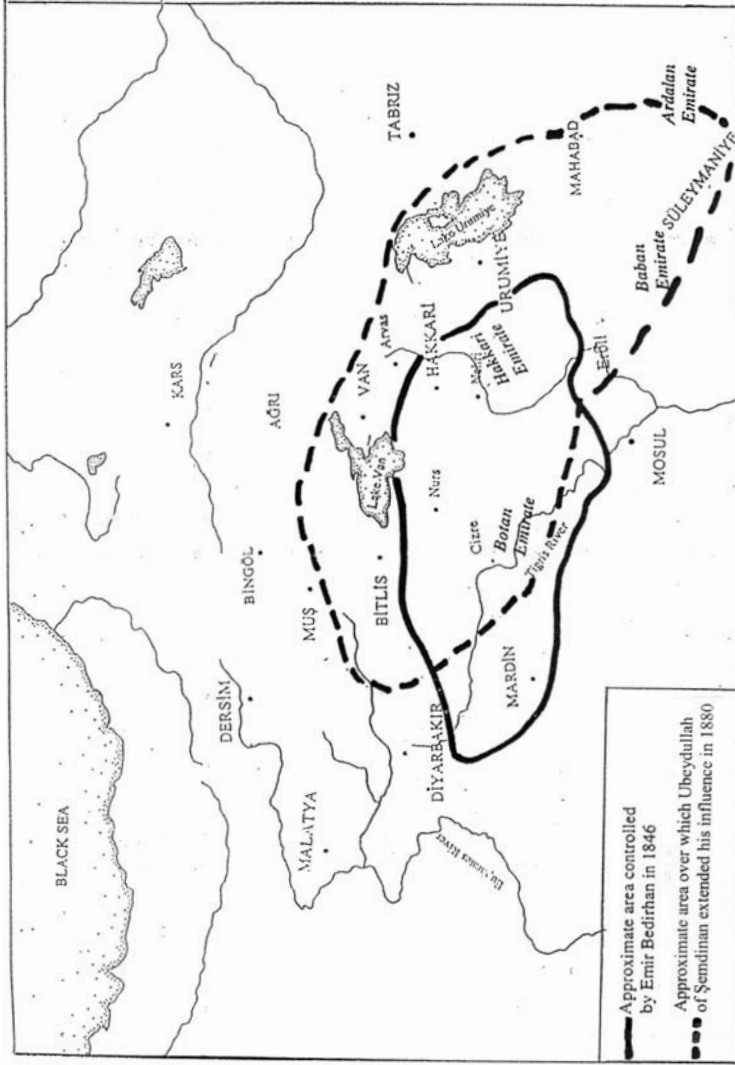 BLACK SEA
KARS
TABRIZ
AĞRI
BİNGÖL
DERSİM
MUŞ
VAN
Arvas
Lake Urumiye
Lake Van
BİTLİS
HAKKARİ
URUMİYE
MAHABAD
MALATYA
Nurs
Hakkari
Emirate
Ardalan
Emirate
DİYARBAKIR
Cizre
Botan
Emirate
Baban
Emirate
SÜLEYMANİYE
Tigris River
Erbil
MARDİN
MOSUL
River
Approximate area controlled
by Emir Bedirhan in 1846
Approximate area over which Ubeydullah
of Şemdinan extended his influence in 1880